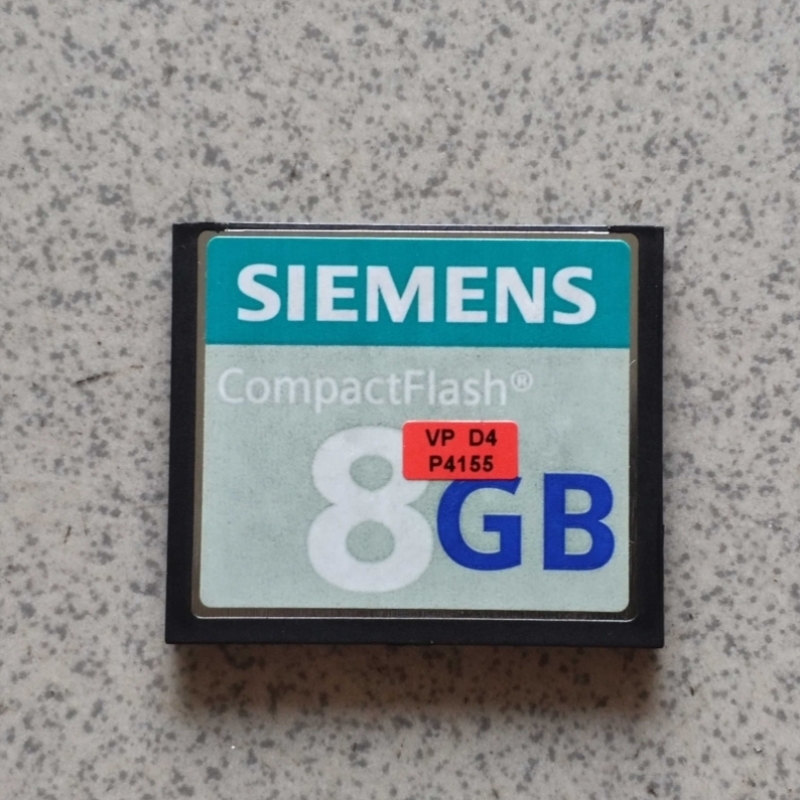 SIEMENS
CompactFlash®
VP D4
P4155
8GB